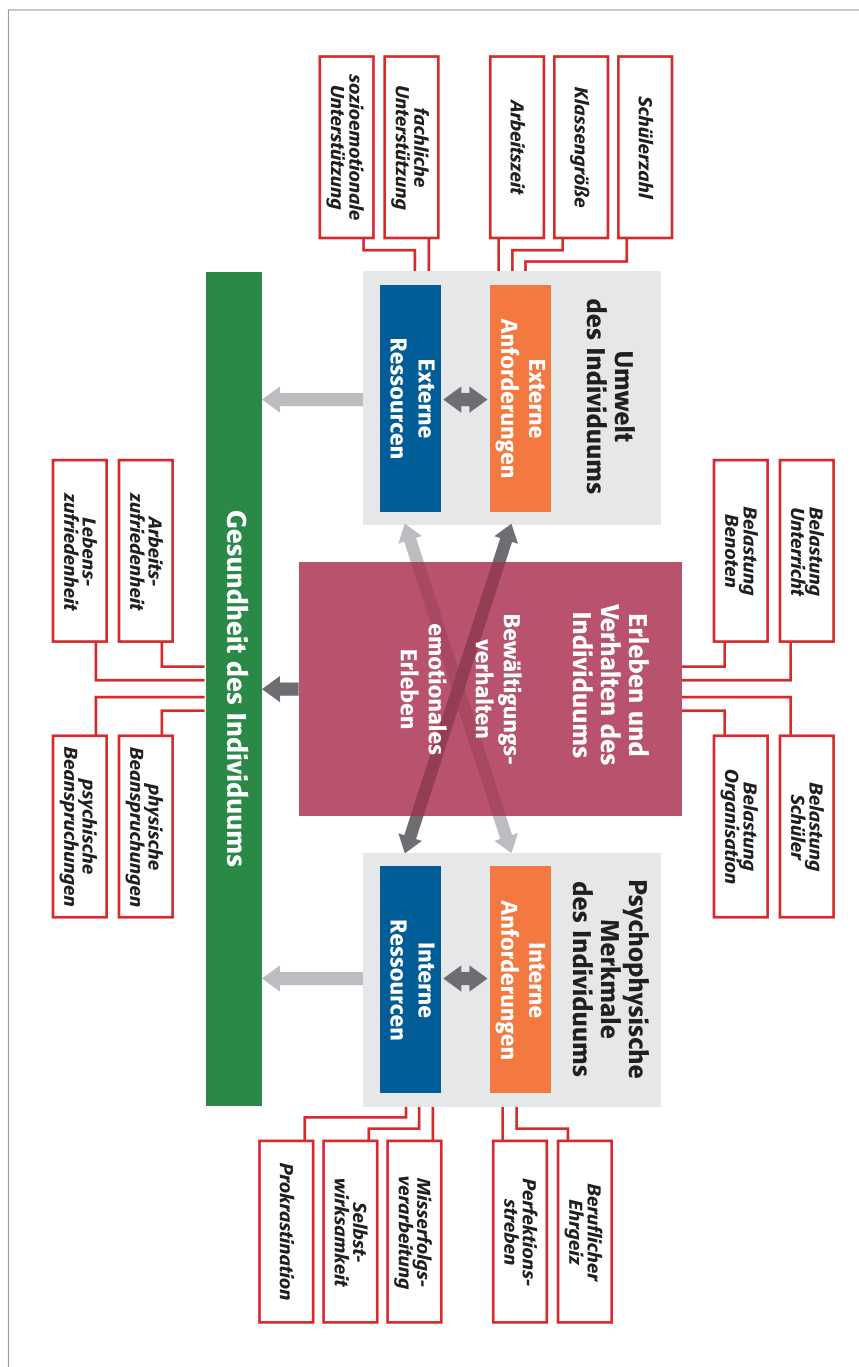 Belastung
Unterricht
Belastung
Schüler
Belastung
Benoten
Belastung
Organisation
Schülerzahl
Klassengröße
Arbeitszeit
fachliche
Unterstützung
sozioemotionale
Unterstützung
Umwelt
des Individuums
Externe
Anforderungen
Externe
Ressourcen
Erleben und
Verhalten des
Individuums
Bewältigungs-
verhalten
emotionales
Erleben
Psychophysische
Merkmale
des Individuums
Interne
Anforderungen
Interne
Ressourcen
Beruflicher
Ehrgeiz
Perfektions-
streben
Misserfolgs-
verarbeitung
Selbst-
wirksamkeit
Prokrastination
Gesundheit des Individuums
Arbeits-
zufriedenheit
physische
Beanspruchungen
Lebens-
zufriedenheit
psychische
Beanspruchungen